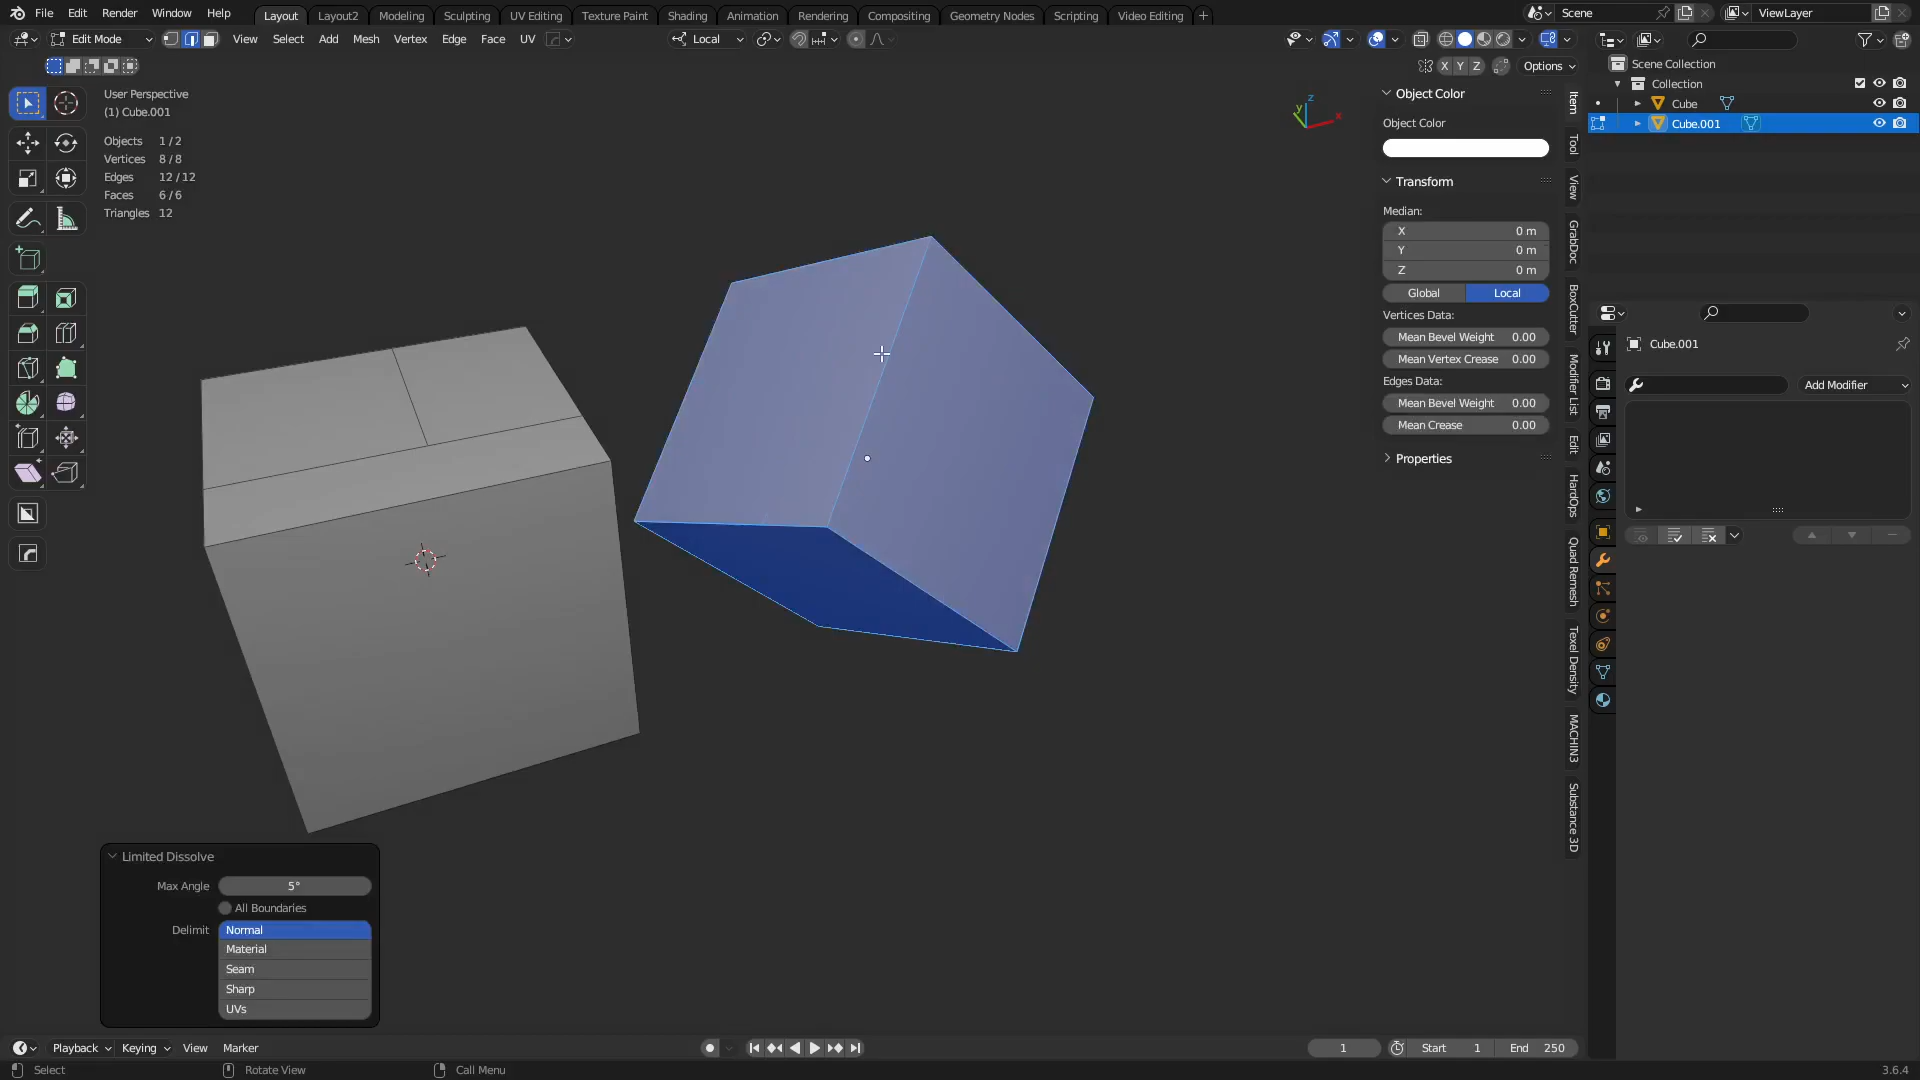 File Edit Render Window Help Layout Layout2 Modeling Sculpting UV Editing Texture Paint Shading Animation Rendering Compositing Geometry Nodes Scripting Video Editing + Scene ViewLayer
Edit Mode View Select Add Mesh Vertex Edge Face UV Local
X Y Z Options
User Perspective
(1) Cube.001
Objects 1 / 2
Vertices 8 / 8
Edges 12 / 12
Faces 6 / 6
Triangles 12
z
y
x
Object Color
Object Color
Transform
Median:
X 0 m
Y 0 m
Z 0 m
Global Local
Vertices Data:
Mean Bevel Weight 0.00
Mean Vertex Crease 0.00
Edges Data:
Mean Bevel Weight 0.00
Mean Crease 0.00
Properties
Item
Tool
View
GrabDoc
BoxCutter
Modifier List
Edit
HardOps
Quad Remesh
Texel Density
MACHIN3
Substance 3D
Scene Collection
Collection
Cube
Cube.001
Cube.001
Add Modifier
Limited Dissolve
Max Angle 5°
All Boundaries
Delimit Normal
Material
Seam
Sharp
UVs
Playback Keying View Marker 1 Start 1 End 250
Select Rotate View Call Menu 3.6.4